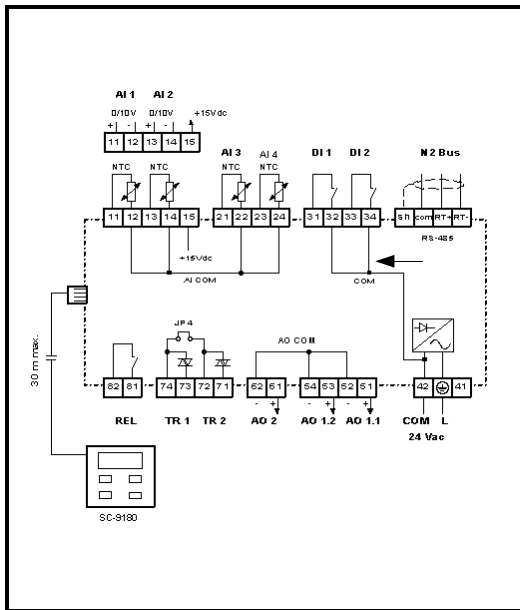 AI 1 AI 2
0/10V 0/10V +15Vdc
+ - + -
11 12 13 14 15
NTC NTC
AI 3 AI 4
NTC NTC
DI 1 DI 2
N2 Bus
11 12 13 14 15
21 22 23 24
31 32 33 34
sh com RT+ RT-
RS-485
+15Vdc
AI COM
COM
30 m max.
JP4
AO COM
82 81
74 73 72 71
62 61
54 53 52 51
42 41
- + - + - +
REL TR 1 TR 2 AO 2 AO 1.2 AO 1.1 COM L
24 Vac
SC-9180